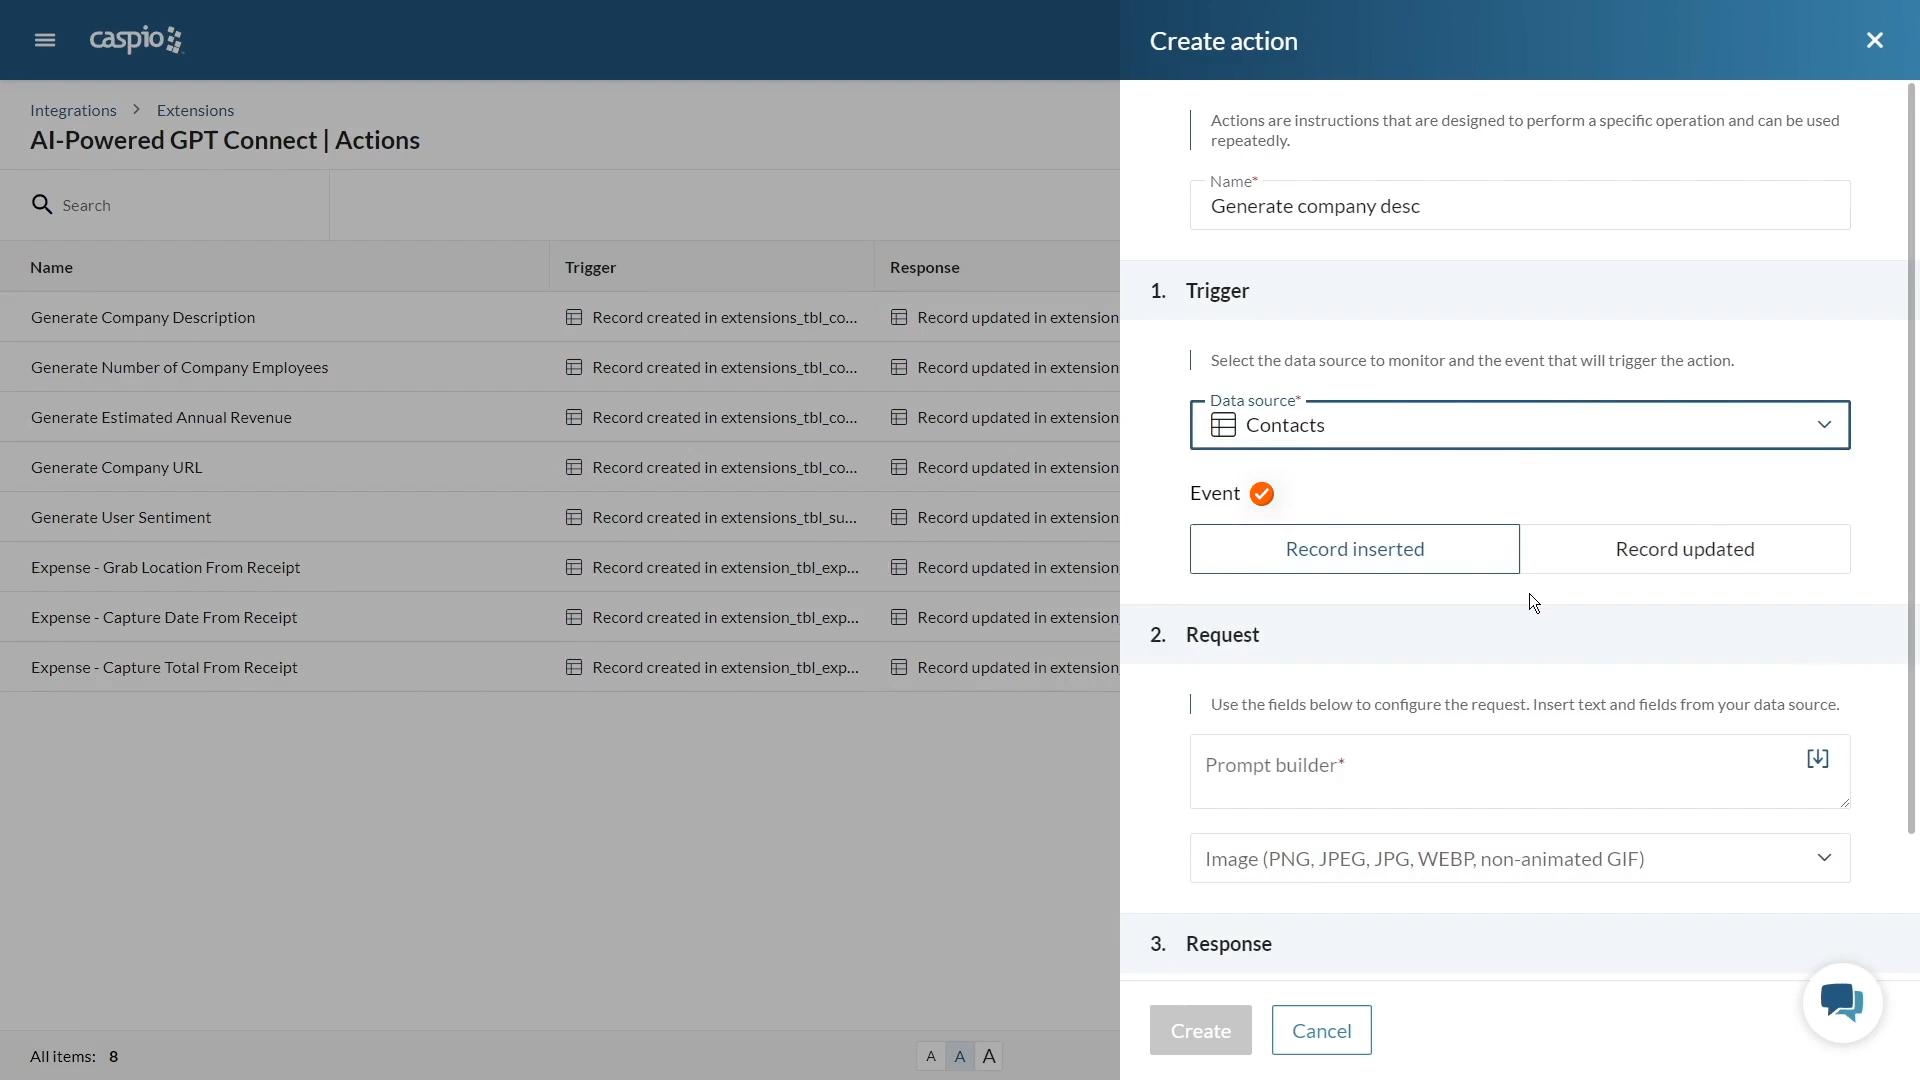 caspio
Create action
Integrations > Extensions
AI-Powered GPT Connect | Actions
Search
Name Trigger Response
Generate Company Description Record created in extensions_tbl_co... Record updated in extension
Generate Number of Company Employees Record created in extensions_tbl_co... Record updated in extension
Generate Estimated Annual Revenue Record created in extensions_tbl_co... Record updated in extension
Generate Company URL Record created in extensions_tbl_co... Record updated in extension
Generate User Sentiment Record created in extensions_tbl_su... Record updated in extension
Expense - Grab Location From Receipt Record created in extension_tbl_exp... Record updated in extension
Expense - Capture Date From Receipt Record created in extension_tbl_exp... Record updated in extension
Expense - Capture Total From Receipt Record created in extension_tbl_exp... Record updated in extension
All items: 8
A A A
Actions are instructions that are designed to perform a specific operation and can be used
repeatedly.
Name*
Generate company desc
1. Trigger
Select the data source to monitor and the event that will trigger the action.
Data source*
Contacts
Event
Record inserted Record updated
2. Request
Use the fields below to configure the request. Insert text and fields from your data source.
Prompt builder*
Image (PNG, JPEG, JPG, WEBP, non-animated GIF)
3. Response
Create Cancel